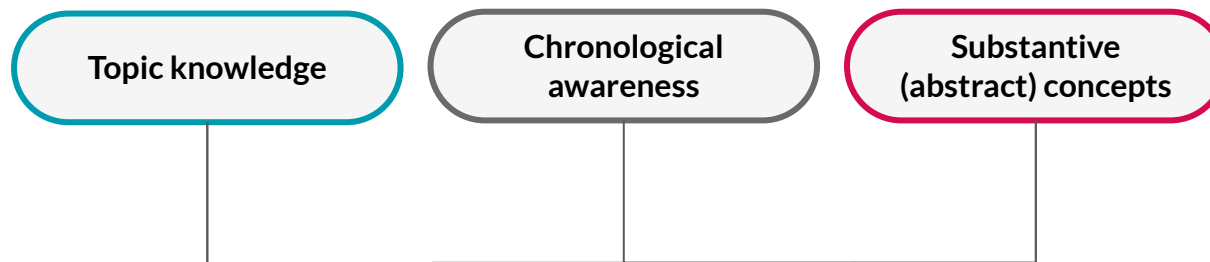 Topic knowledge
Chronological
awareness
Substantive
(abstract) concepts